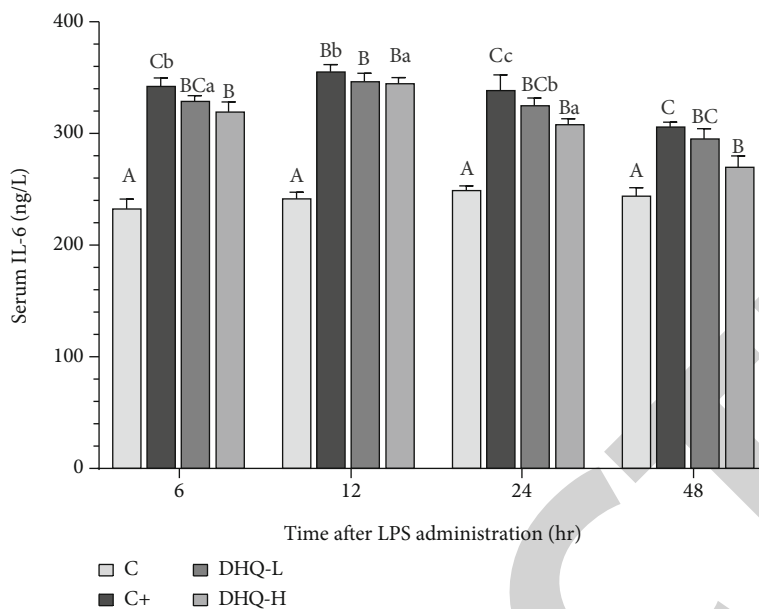 400
300
200
100
0
Serum IL-6 (ng/L)
A Cb BCa B
A Bb B Ba
A Cc BCb Ba
A C BC B
6 12 24 48
Time after LPS administration (hr)
C DHQ-L
C+ DHQ-H